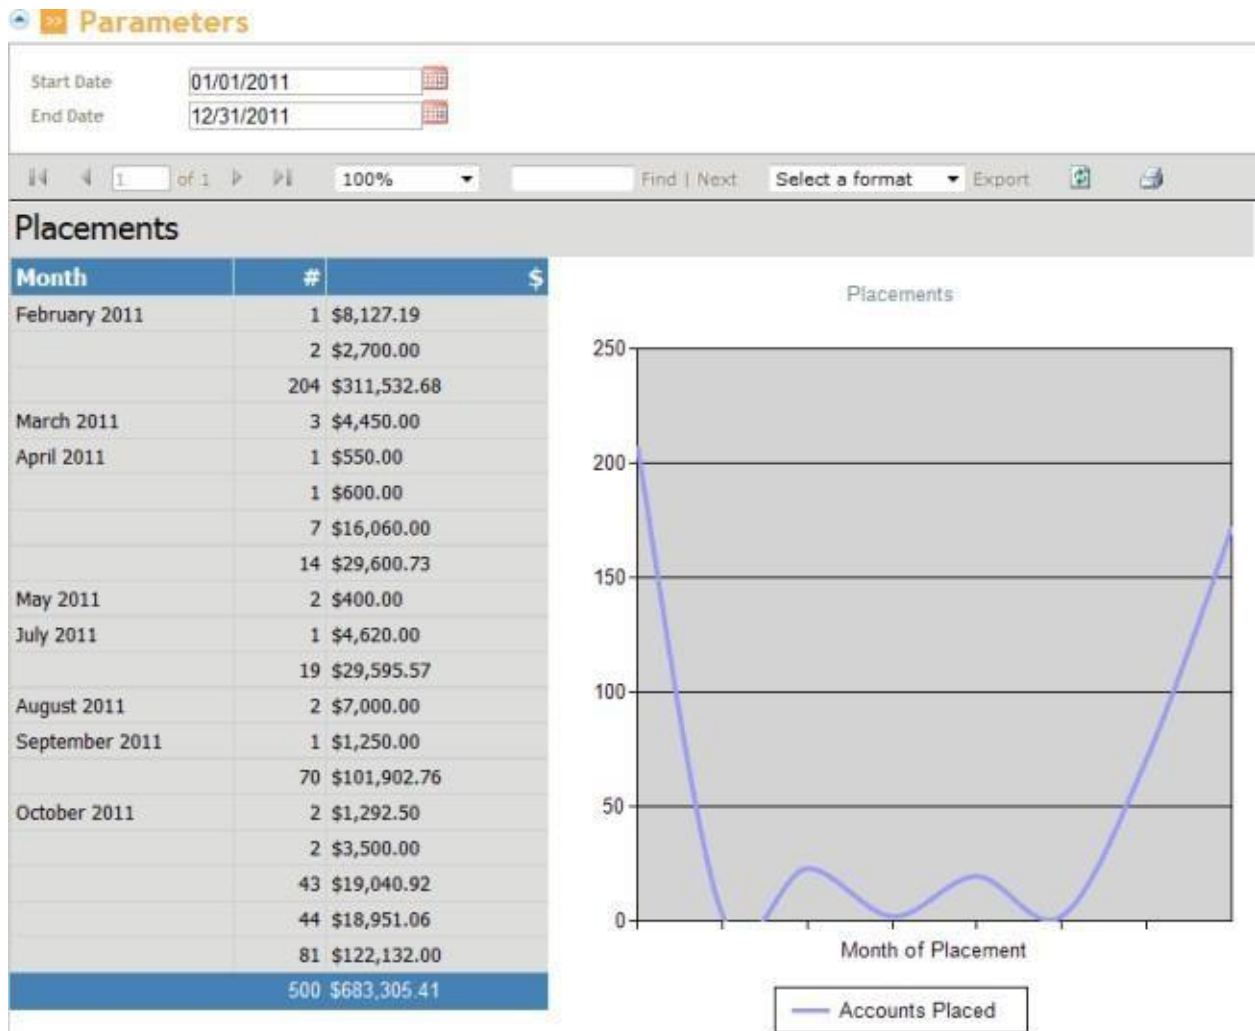 Parameters
Start Date 01/01/2011
End Date 12/31/2011
1 of 1 100% Find | Next Select a format Export
Placements
Month # $
February 2011 1 $8,127.19
2 $2,700.00
204 $311,532.68
March 2011 3 $4,450.00
April 2011 1 $550.00
1 $600.00
7 $16,060.00
14 $29,600.73
May 2011 2 $400.00
July 2011 1 $4,620.00
19 $29,595.57
August 2011 2 $7,000.00
September 2011 1 $1,250.00
70 $101,902.76
October 2011 2 $1,292.50
2 $3,500.00
43 $19,040.92
44 $18,951.06
81 $122,132.00
500 $683,305.41
Placements
250
200
150
100
50
0
Month of Placement
Accounts Placed